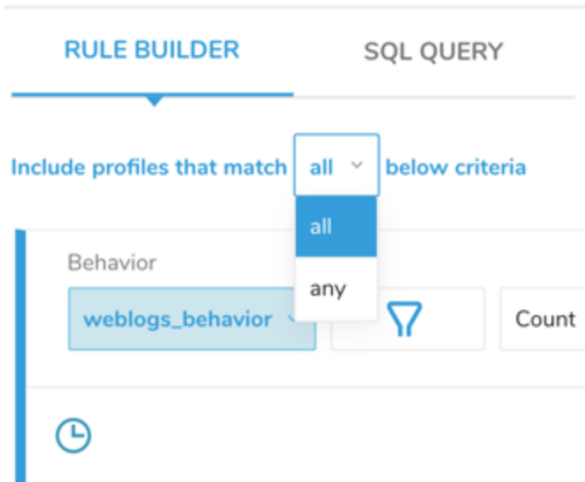 RULE BUILDER SQL QUERY
Include profiles that match all below criteria
all
Behavior
any
weblogs_behavior Count